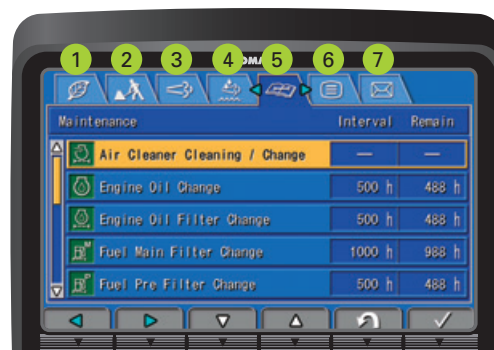 1 2 3 4 5 6 7
Maintenance Interval Remain
Air Cleaner Cleaning / Change — —
Engine Oil Change 500 h 488 h
Engine Oil Filter Change 500 h 488 h
Fuel Main Filter Change 1000 h 988 h
Fuel Pre Filter Change 500 h 488 h